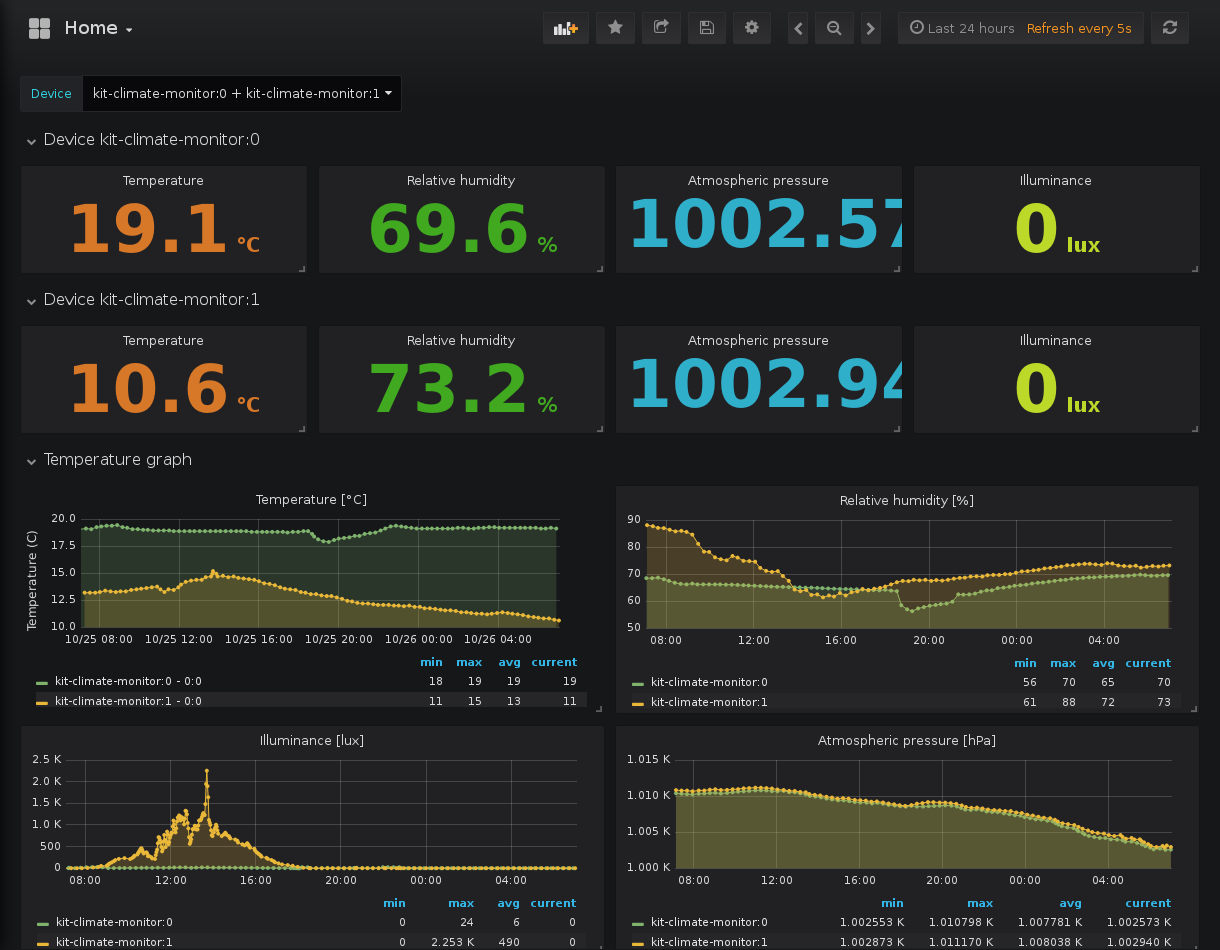 Home
Last 24 hours Refresh every 5s
Device kit-climate-monitor:0 + kit-climate-monitor:1
Device kit-climate-monitor:0
Temperature
19.1 °C
Relative humidity
69.6 %
Atmospheric pressure
1002.57
Illuminance
0 lux
Device kit-climate-monitor:1
Temperature
10.6 °C
Relative humidity
73.2 %
Atmospheric pressure
1002.94
Illuminance
0 lux
Temperature graph
Temperature [°C]
Temperature (C)
20.0
17.5
15.0
12.5
10.0
10/25 08:00 10/25 12:00 10/25 16:00 10/25 20:00 10/26 00:00 10/26 04:00
min max avg current
kit-climate-monitor:0 - 0:0 18 19 19 19
kit-climate-monitor:1 - 0:0 11 15 13 11
Relative humidity [%]
90
80
70
60
50
08:00 12:00 16:00 20:00 00:00 04:00
min max avg current
kit-climate-monitor:0 56 70 65 70
kit-climate-monitor:1 61 88 72 73
Illuminance [lux]
2.5 K
2.0 K
1.5 K
1.0 K
500
0
08:00 12:00 16:00 20:00 00:00 04:00
min max avg current
kit-climate-monitor:0 0 24 6 0
kit-climate-monitor:1 0 2.253 K 490 0
Atmospheric pressure [hPa]
1.015 K
1.010 K
1.005 K
1.000 K
08:00 12:00 16:00 20:00 00:00 04:00
min max avg current
kit-climate-monitor:0 1.002553 K 1.010798 K 1.007781 K 1.002573 K
kit-climate-monitor:1 1.002873 K 1.011170 K 1.008038 K 1.002940 K